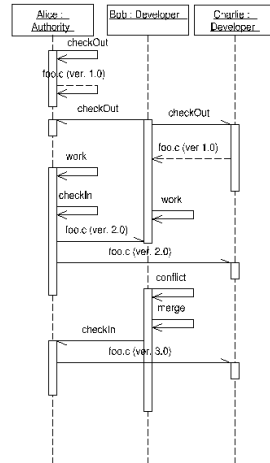 Alice :
Authority
Bob : Developer
Charlie :
Developer
checkOut
foo.c (ver. 1.0)
checkOut
checkOut
foo.c (ver 1.0)
work
checkIn
work
foo.c (ver. 2.0)
foo.c (ver. 2.0)
conflict
merge
checkIn
foo.c (ver. 3.0)